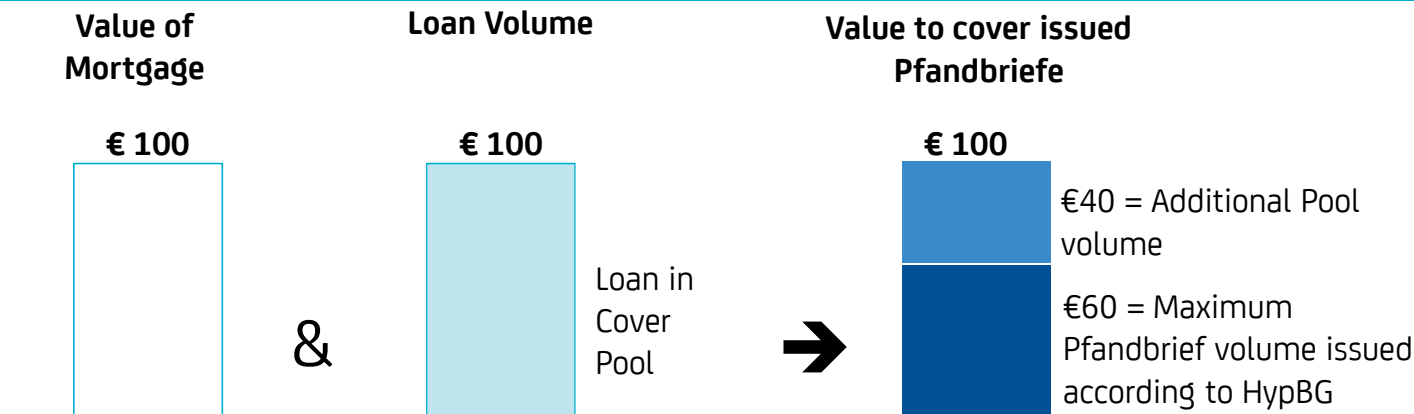 Value of
Mortgage
Loan Volume
Value to cover issued
Pfandbriefe
€ 100
€ 100
€ 100
&
Loan in
Cover
Pool
➔
€40 = Additional Pool
volume
€60 = Maximum
Pfandbrief volume issued
according to HypBG